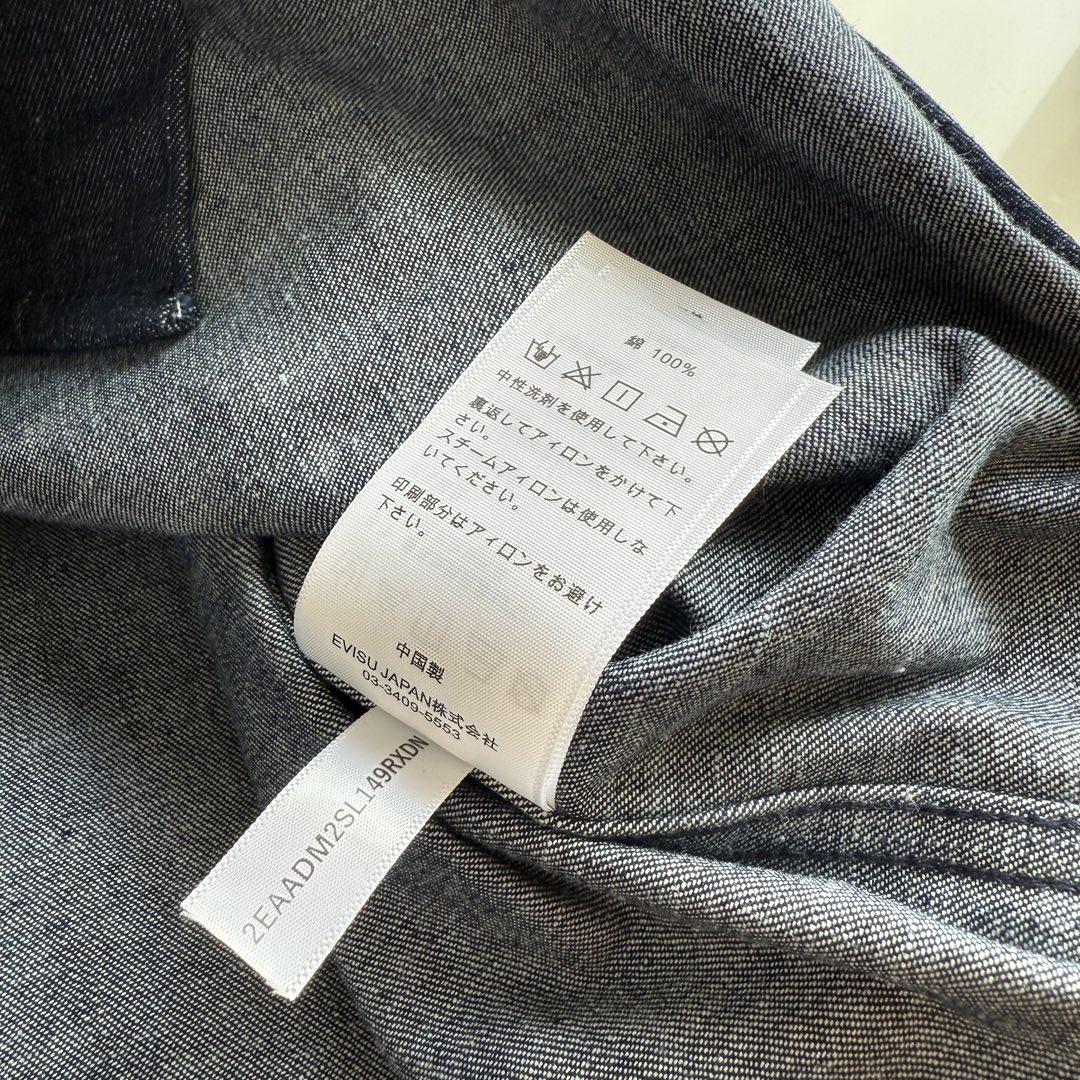 綿 100%
中性洗剤を使用して下さい。
裏返してアイロンをかけて下
さい。
スチームアイロンは使用しな
いてください。
印刷部分はアイロンをお避け
下さい。
中国製
EVISU JAPAN株式会社
03-3409-5553
2EAADM2SL149RXDN